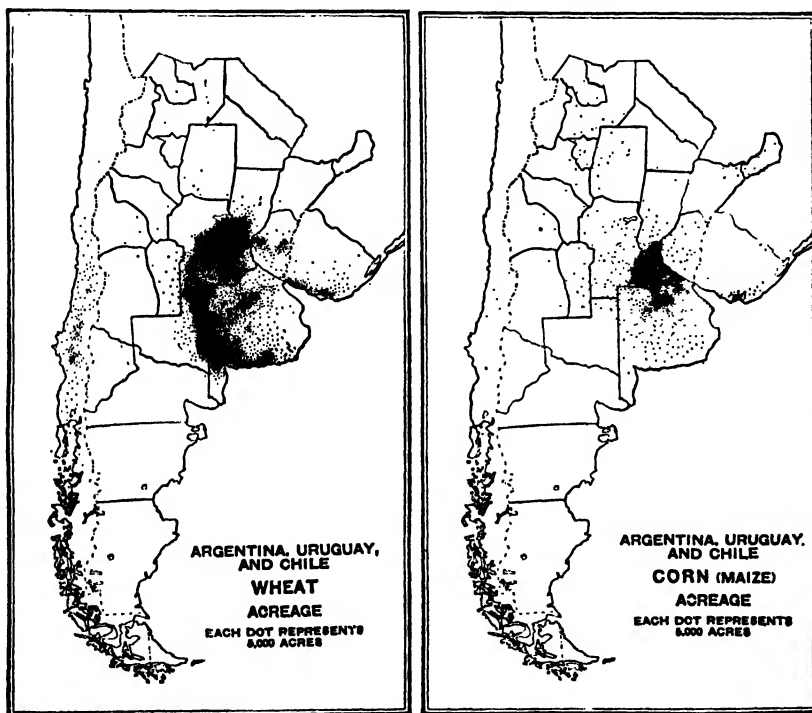 ARGENTINA, URUGUAY,
AND CHILE
WHEAT
ACREAGE
EACH DOT REPRESENTS
5,000 ACRES
ARGENTINA, URUGUAY,
AND CHILE
CORN (MAIZE)
ACREAGE
EACH DOT REPRESENTS
5,000 ACRES